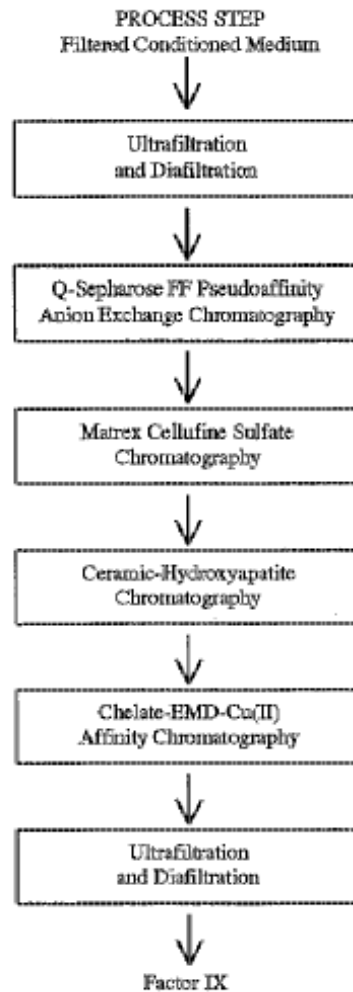 PROCESS STEP
Filtered Conditioned Medium
Ultrafiltration
and Diafiltration
Q-Sepharose FF Pseudoaffinity
Anion Exchange Chromatography
Matrex Cellufine Sulfate
Chromatography
Ceramic-Hydroxyapatite
Chromatography
Chelate-EMD-Cu(II)
Affinity Chromatography
Ultrafiltration
and Diafiltration
Factor IX